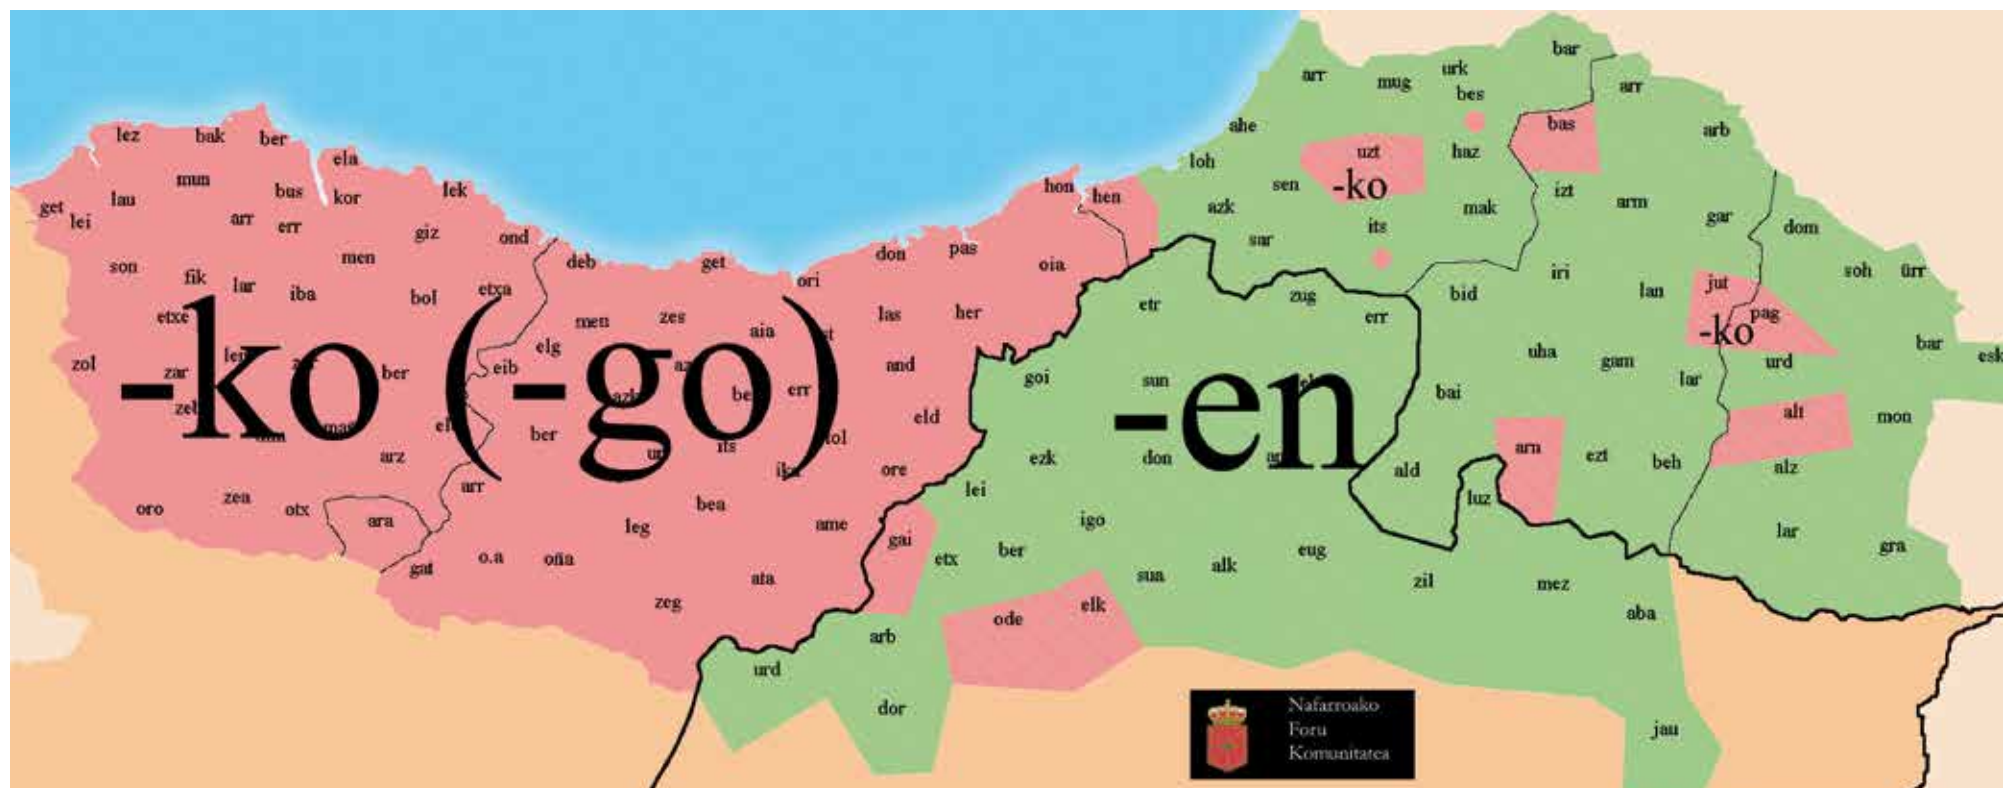 bar
arr
mug
urk
bes
arr
lez
bak
ber
ahe
bas
arb
ela
loh
uzt
haz
mun
bus
kor
lek
hon
hen
sen
-ko
izt
get
lau
lei
arr
err
azk
mak
arm
gar
giz
ond
sar
its
dom
men
deb
get
don
pas
oia
son
fik
lar
iba
bol
etxa
ori
iri
soh
ürr
etr
zug
bid
lan
jut
etxe
men
zes
aia
las
her
err
pag
-ko
zol
zar
ber
elg
eib
and
goi
sun
uha
gam
lar
urd
bar
esk
-ko (-go)
-en
err
eld
bai
alt
mon
ber
its
arz
ore
ezk
don
ald
arn
ezt
beh
alz
oro
zea
otx
ara
arr
bea
lei
luz
leg
ame
gai
igo
lar
gra
gat
o.a
oña
ata
etx
ber
sua
alk
eug
zil
mez
zeg
ode
elk
aba
arb
urd
dor
jau
Nafarroako
Foru
Komunitatea